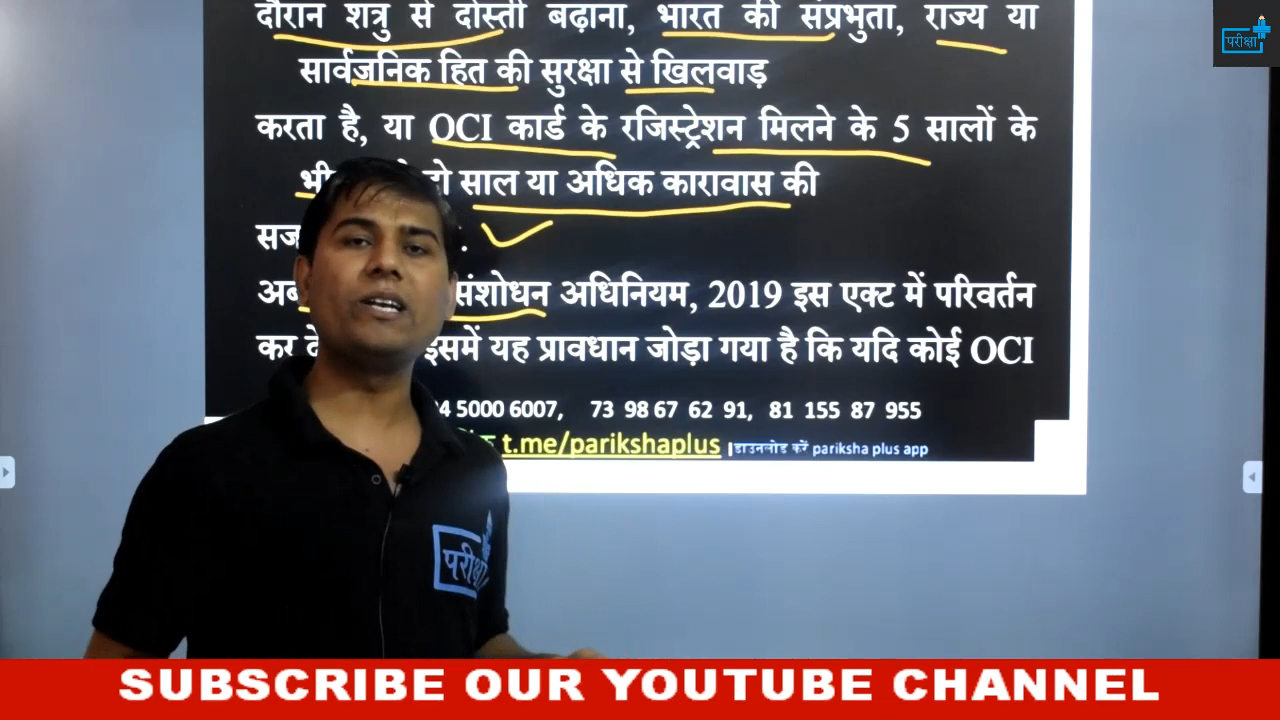 परीक्षा
दौरान शत्रु से दोस्ती बढ़ाना, भारत की संप्रभुता, राज्य या
सार्वजनिक हित की सुरक्षा से खिलवाड़
करता है, या OCI कार्ड के रजिस्ट्रेशन मिलने के 5 सालों के
साल या अधिक कारावास की
संशोधन अधिनियम, 2019 इस एक्ट में परिवर्तन
इसमें यह प्रावधान जोड़ा गया है कि यदि कोई OCI
5000 6007, 73 98 67 62 91, 81 155 87 955
t.me/parikshaplus डाउनलोड करें pariksha plus app
परीक्षा
SUBSCRIBE OUR YOUTUBE CHANNEL